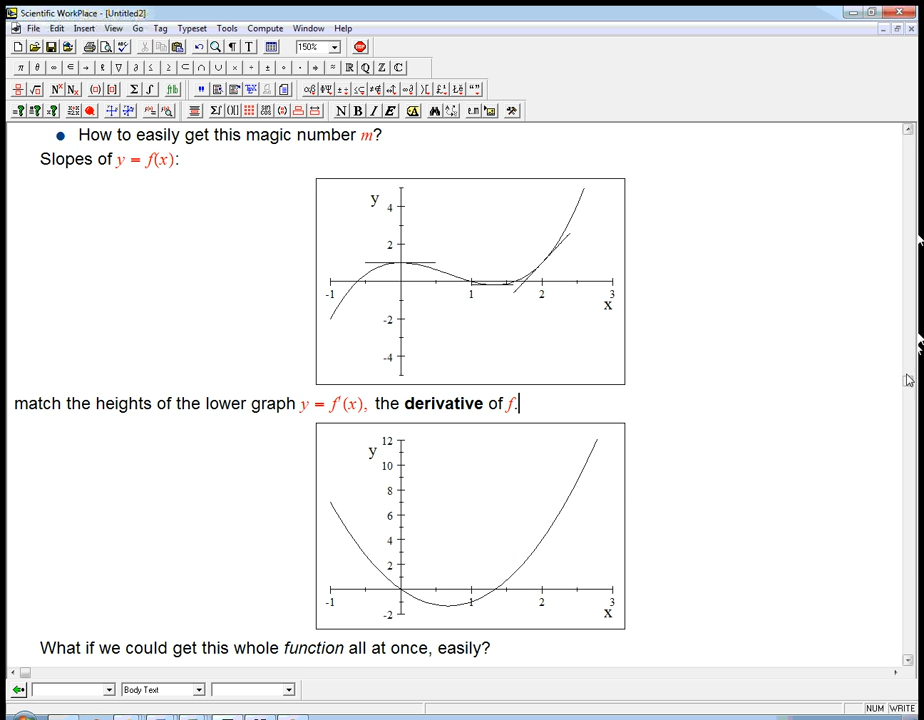 Scientific WorkPlace - [Untitled2]
File Edit Insert View Go Tag Typeset Tools Compute Window Help
150%
N B I E
How to easily get this magic number m?
Slopes of y = f(x):
y
4
2
-1 1 2 3
x
-2
-4
match the heights of the lower graph y = f′(x), the derivative of f.
y
12
10
8
6
4
2
-1 1 2 3
x
-2
What if we could get this whole function all at once, easily?
Body Text
NUM WRITE